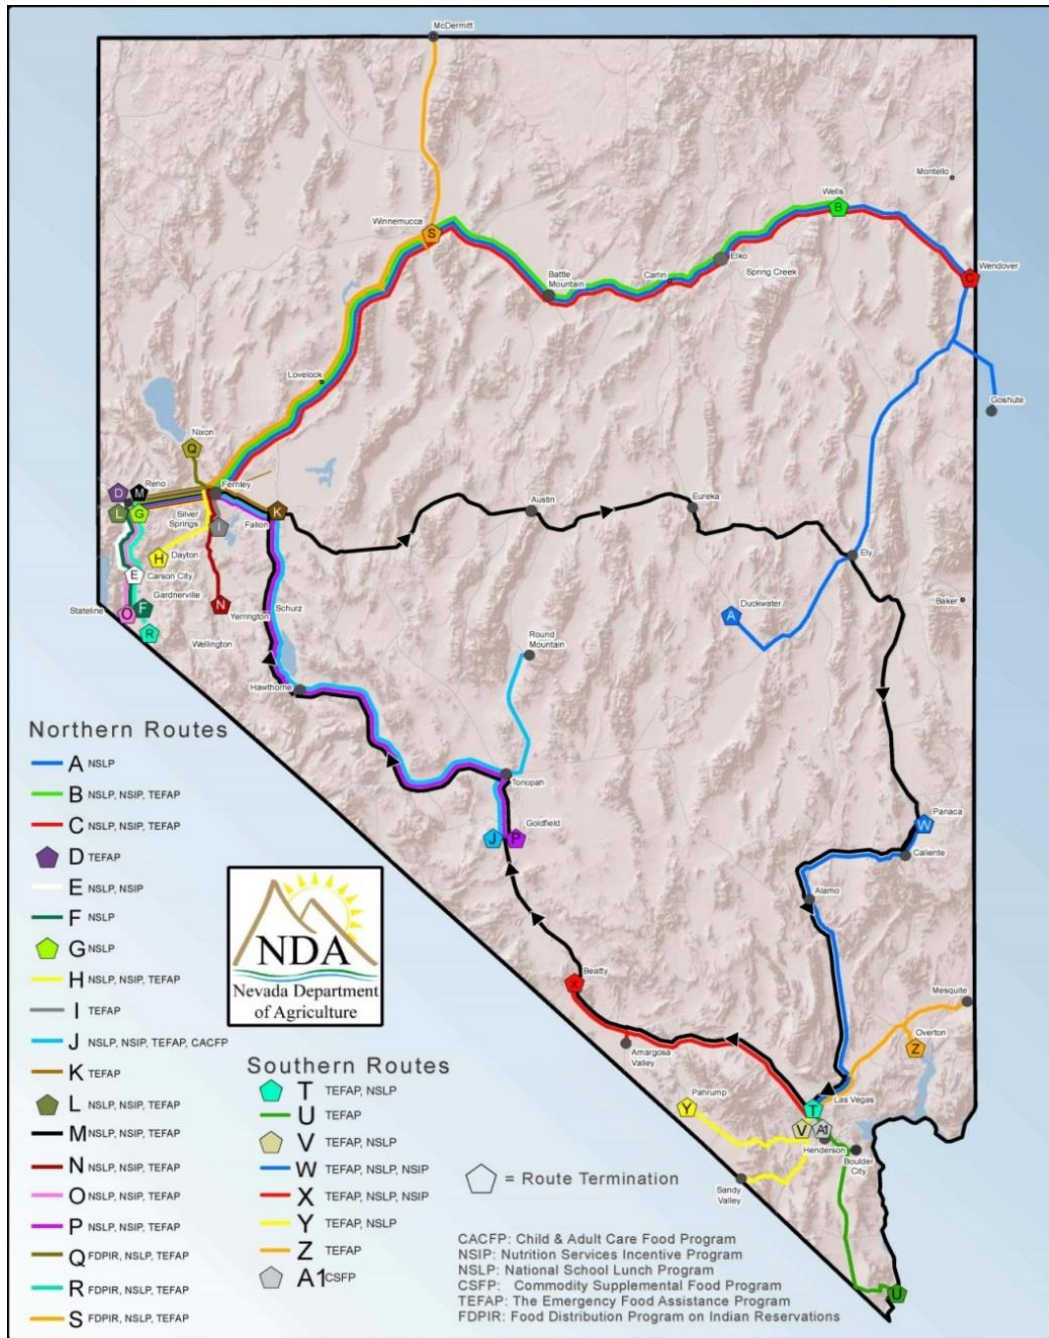 McDermitt
Montello
Wells
B
Winnemucca
S
Wendover
C
Elko
Spring Creek
Carlin
Battle
Mountain
Lovelock
Goshute
Nixon
Q
Reno
D
M
Fernley
L
G
Silver
Springs
I
Fallon
K
Austin
Eureka
H
Dayton
Ely
E
Carson City
Gardnerville
Stateline
O
F
R
N
Yerrington
Schurz
Wellington
Duckwater
A
Baker
Round
Mountain
Hawthorne
Tonopah
Goldfield
J
P
Panaca
W
Caliente
Alamo
Beatty
X
Mesquite
Overton
Z
Amargosa
Valley
Pahrump
Y
Las Vegas
T
V
A1
Henderson
Boulder
City
Sandy
Valley
U
Northern Routes
A NSLP
B NSLP, NSIP, TEFAP
C NSLP, NSIP, TEFAP
D TEFAP
E NSLP, NSIP
F NSLP
G NSLP
H NSLP, NSIP, TEFAP
I TEFAP
J NSLP, NSIP, TEFAP, CACFP
K TEFAP
L NSLP, NSIP, TEFAP
M NSLP, NSIP, TEFAP
N NSLP, NSIP, TEFAP
O NSLP, NSIP, TEFAP
P NSLP, NSIP, TEFAP
Q FDPIR, NSLP, TEFAP
R FDPIR, NSLP, TEFAP
S FDPIR, NSLP, TEFAP
NDA
Nevada Department
of Agriculture
Southern Routes
T TEFAP, NSLP
U TEFAP
V TEFAP, NSLP
W TEFAP, NSLP, NSIP
X TEFAP, NSLP, NSIP
Y TEFAP, NSLP
Z TEFAP
A1 CSFP
= Route Termination
CACFP: Child & Adult Care Food Program
NSIP: Nutrition Services Incentive Program
NSLP: National School Lunch Program
CSFP: Commodity Supplemental Food Program
TEFAP: The Emergency Food Assistance Program
FDPIR: Food Distribution Program on Indian Reservations